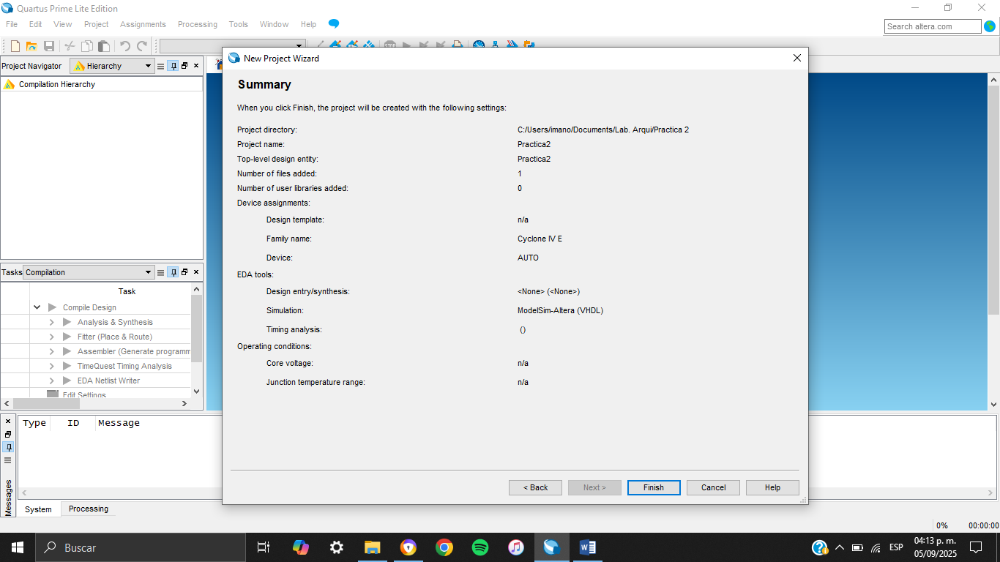 Quartus Prime Lite Edition
File Edit View Project Assignments Processing Tools Window Help
Search altera.com
Project Navigator Hierarchy
Compilation Hierarchy
Tasks Compilation
Task
Compile Design
Analysis & Synthesis
Fitter (Place & Route)
Assembler (Generate programm
TimeQuest Timing Analysis
EDA Netlist Writer
Edit Settings
New Project Wizard
Summary
When you click Finish, the project will be created with the following settings:
Project directory: C:/Users/imano/Documents/Lab. Arqui/Practica 2
Project name: Practica2
Top-level design entity: Practica2
Number of files added: 1
Number of user libraries added: 0
Device assignments:
Design template: n/a
Family name: Cyclone IV E
Device: AUTO
EDA tools:
Design entry/synthesis: <None> (<None>)
Simulation: ModelSim-Altera (VHDL)
Timing analysis: ()
Operating conditions:
Core voltage: n/a
Junction temperature range: n/a
< Back Next > Finish Cancel Help
Type ID Message
Messages
System Processing
0% 00:00:00
Buscar
ESP
04:13 p. m.
05/09/2025